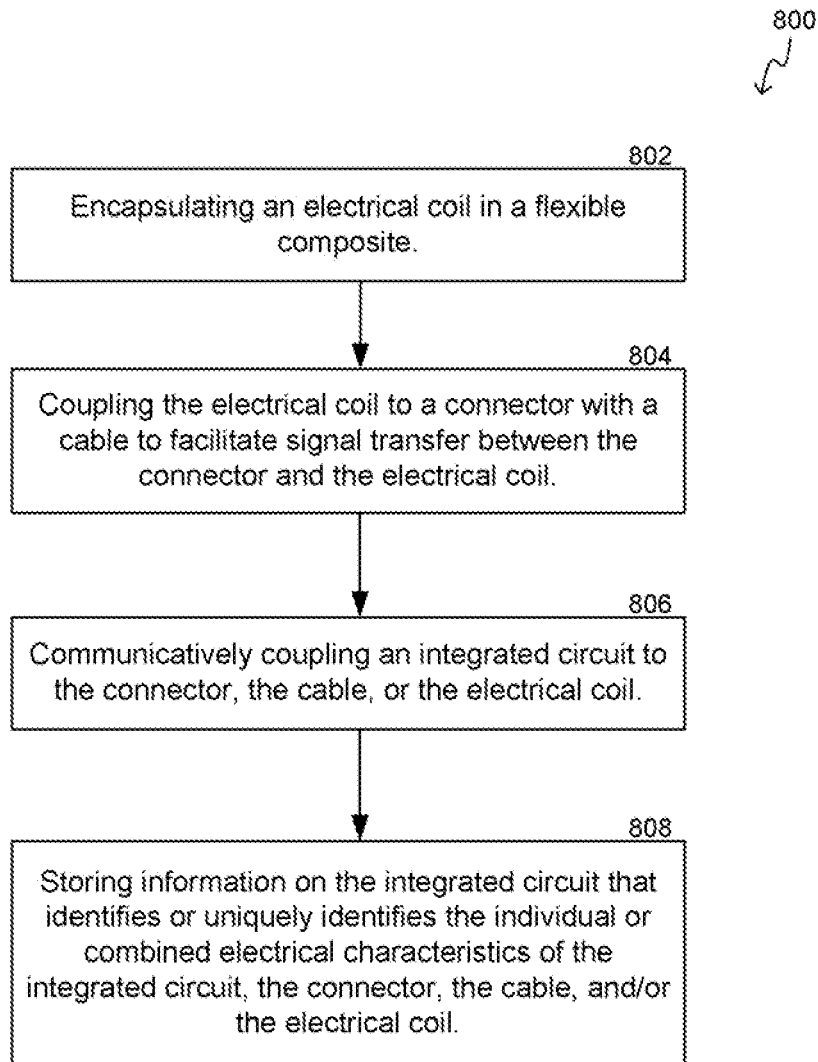 800
802
Encapsulating an electrical coil in a flexible
composite.
804
Coupling the electrical coil to a connector with a
cable to facilitate signal transfer between the
connector and the electrical coil.
806
Communicatively coupling an integrated circuit to
the connector, the cable, or the electrical coil.
808
Storing information on the integrated circuit that
identifies or uniquely identifies the individual or
combined electrical characteristics of the
integrated circuit, the connector, the cable, and/or
the electrical coil.